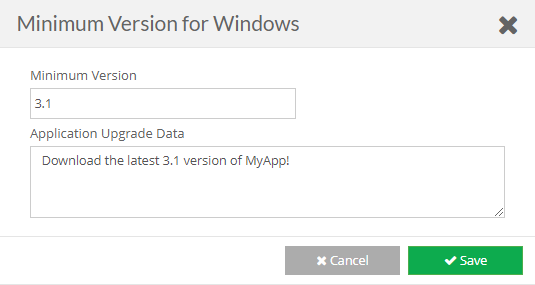 Minimum Version for Windows
Minimum Version
3.1
Application Upgrade Data
Download the latest 3.1 version of MyApp!
Cancel Save